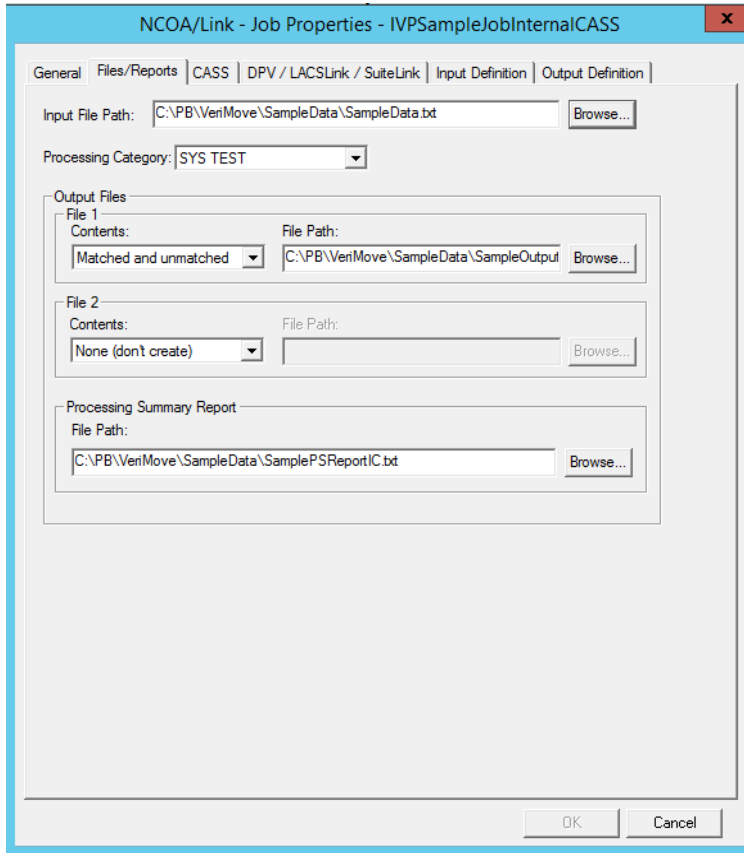 NCOA/Link - Job Properties - IVPSampleJobInternalCASS
x
General Files/Reports CASS DPV / LACSLink / SuiteLink Input Definition Output Definition
Input File Path: C:\PB\VeriMove\SampleData\SampleData.txt Browse...
Processing Category: SYS TEST
Output Files
File 1
Contents: File Path:
Matched and unmatched C:\PB\VeriMove\SampleData\SampleOutput Browse...
File 2
Contents: File Path:
None (don't create) Browse...
Processing Summary Report
File Path:
C:\PB\VeriMove\SampleData\SamplePSReportIC.txt Browse...
OK Cancel